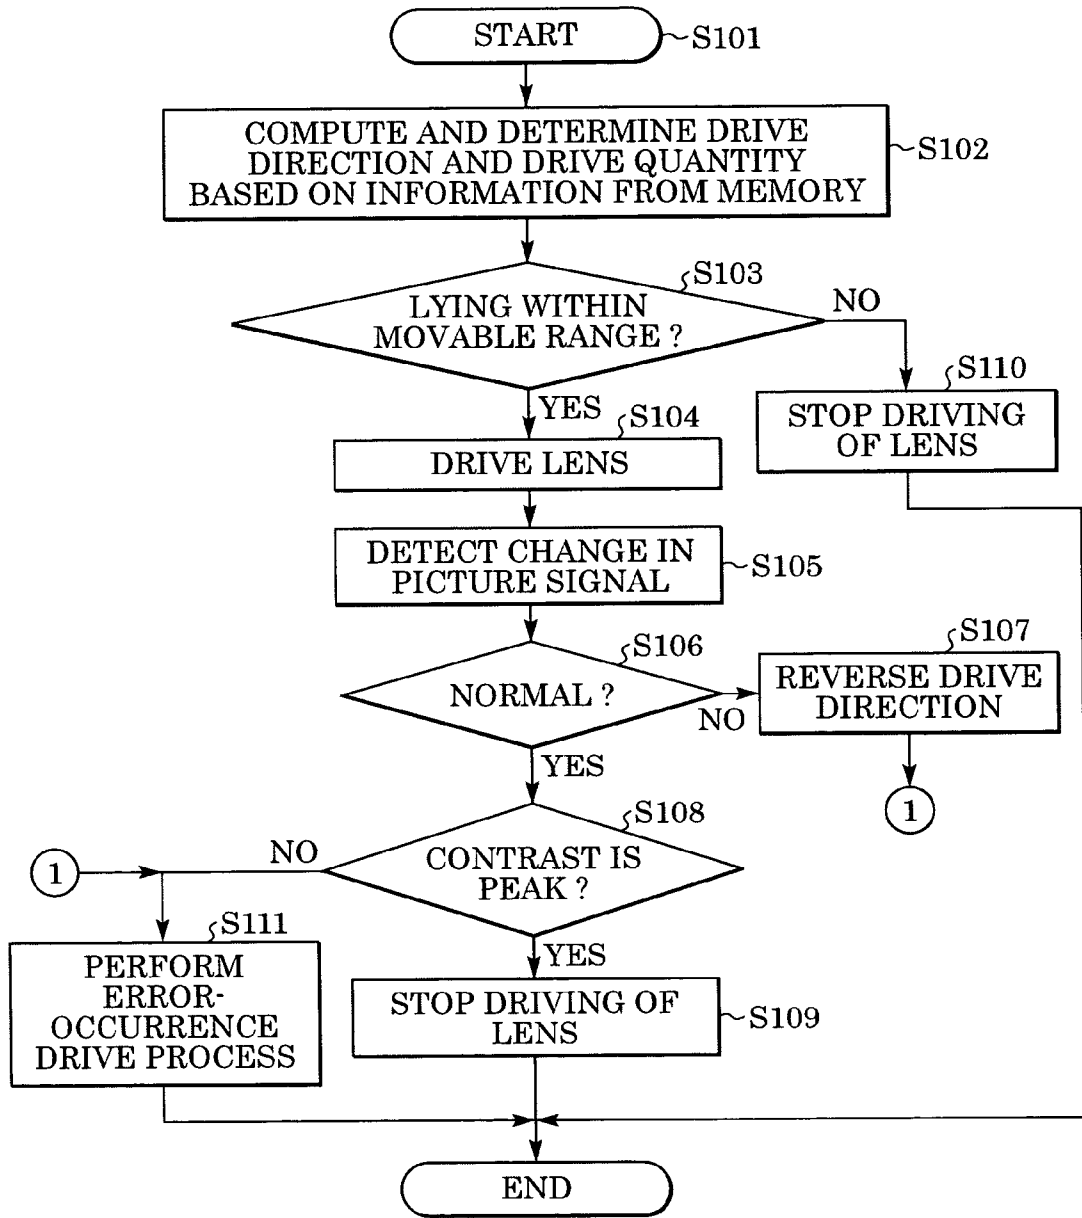 START
S101
COMPUTE AND DETERMINE DRIVE
DIRECTION AND DRIVE QUANTITY
BASED ON INFORMATION FROM MEMORY
S102
S103
LYING WITHIN
MOVABLE RANGE ?
NO
YES
S110
STOP DRIVING
OF LENS
S104
DRIVE LENS
DETECT CHANGE IN
PICTURE SIGNAL
S105
S106
NORMAL ?
NO
YES
S107
REVERSE DRIVE
DIRECTION
1
S108
CONTRAST IS
PEAK ?
NO
1
YES
S111
PERFORM
ERROR-
OCCURRENCE
DRIVE PROCESS
STOP DRIVING OF
LENS
S109
END